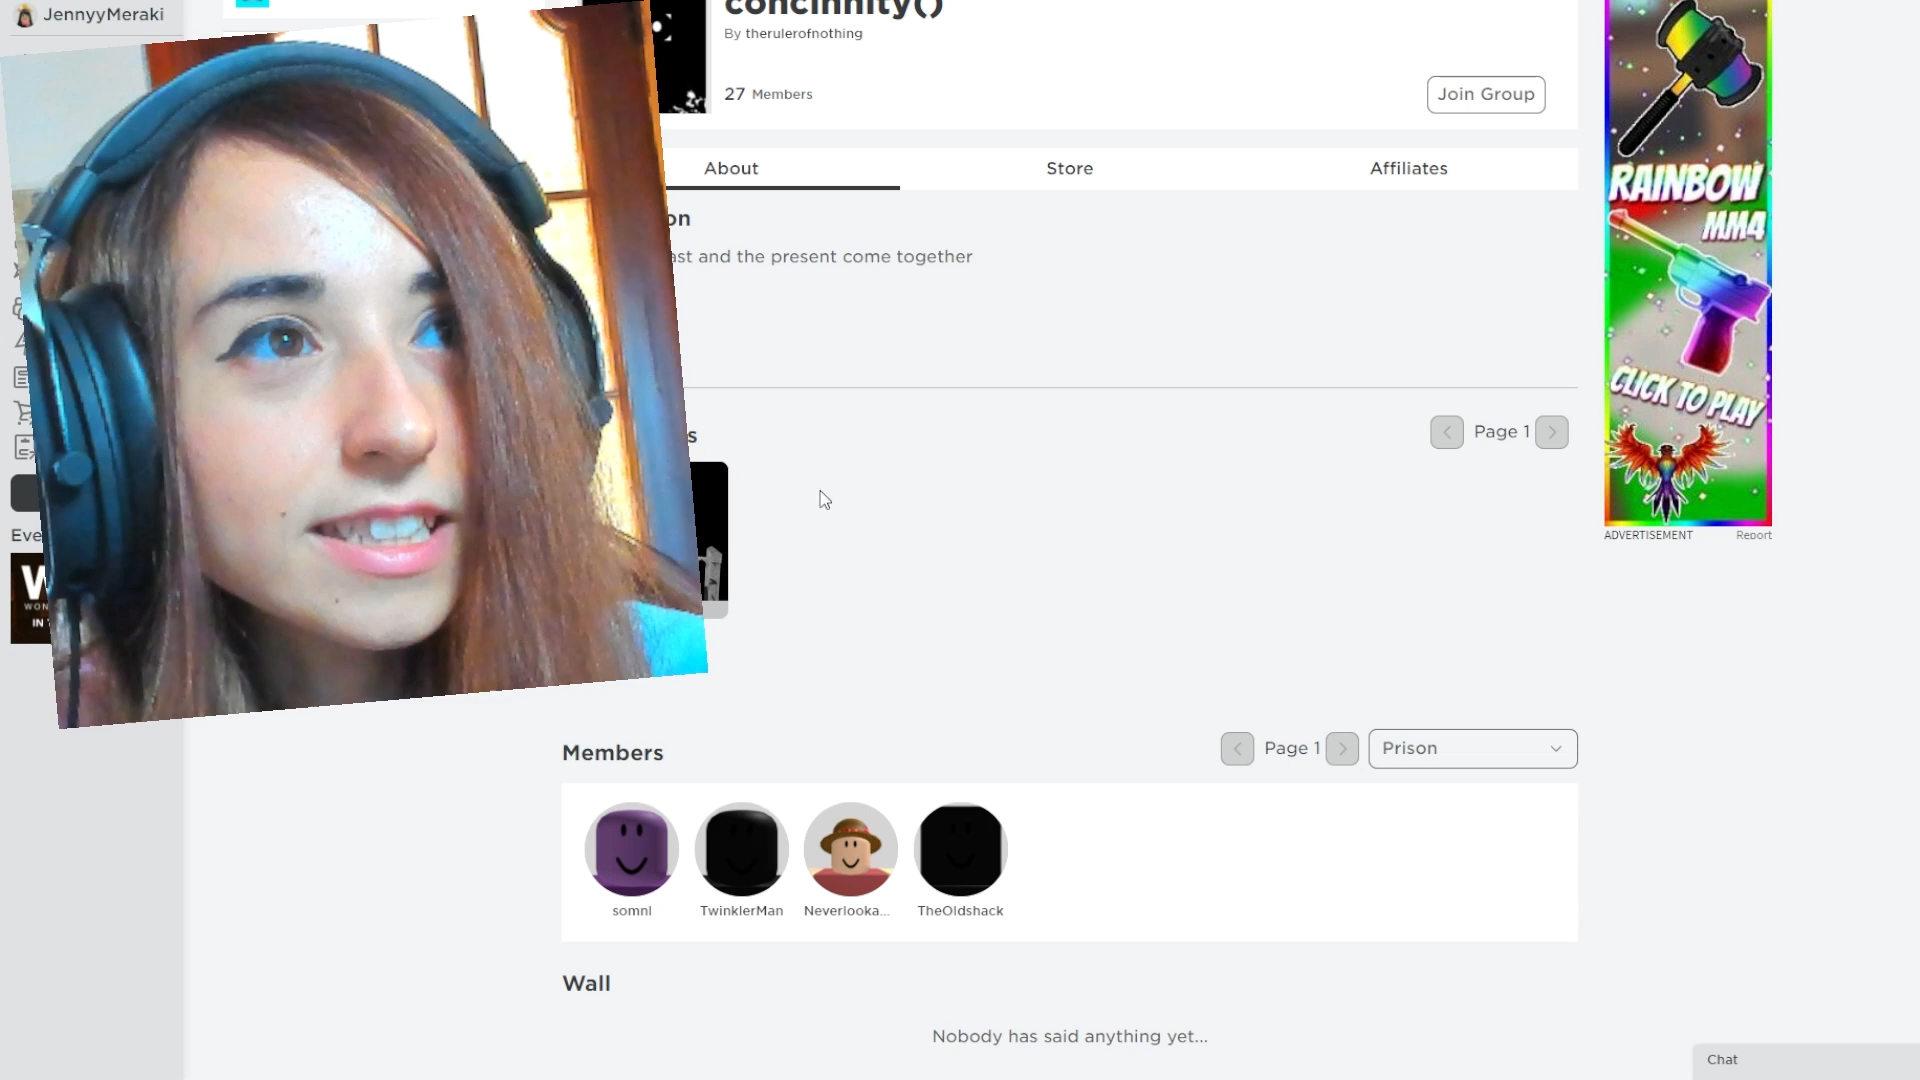 JennyyMeraki
concinnity()
By therulerofnothing
27 Members
Join Group
About
Store
Affiliates
on
ast and the present come together
s
Page 1
RAINBOW
MM4
CLICK TO PLAY
ADVERTISEMENT
Report
Eve
W
WON
IN
Members
Page 1
Prison
somnl
TwinklerMan
Neverlooka...
TheOldshack
Wall
Nobody has said anything yet...
Chat